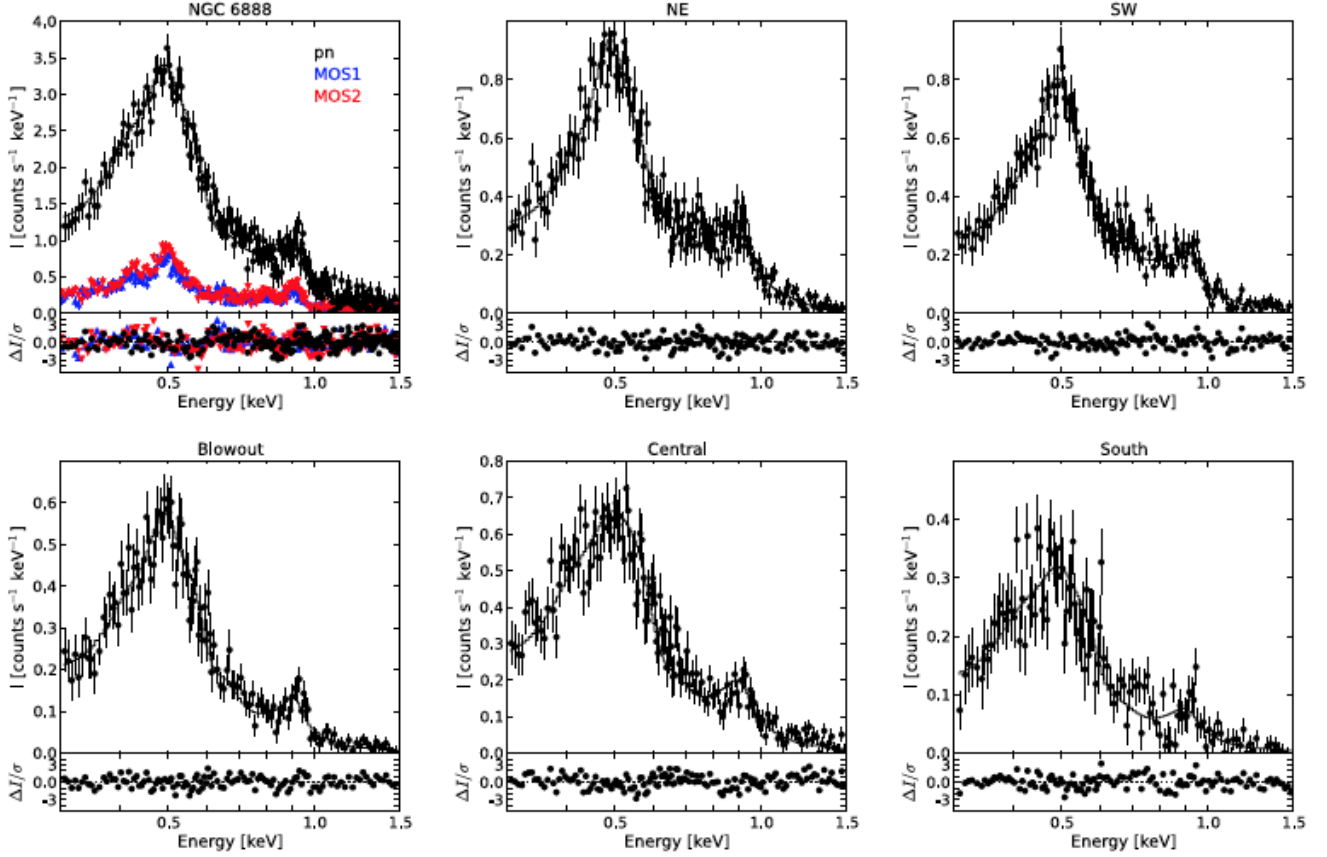 NGC 6888
NE
SW
4.0
3.5
3.0
2.5
2.0
1.5
1.0
0.5
0.0
I [counts s⁻¹ keV⁻¹]
pn
MOS1
MOS2
3
0.0
-3
ΔI/σ
0.5
1.0
1.5
Energy [keV]
0.8
0.6
0.4
0.2
0.0
I [counts s⁻¹ keV⁻¹]
3
0.0
-3
ΔI/σ
0.5
1.0
1.5
Energy [keV]
0.8
0.6
0.4
0.2
0.0
I [counts s⁻¹ keV⁻¹]
3
0.0
-3
ΔI/σ
0.5
1.0
1.5
Energy [keV]
Blowout
Central
South
0.6
0.5
0.4
0.3
0.2
0.1
0.0
I [counts s⁻¹ keV⁻¹]
3
0.0
-3
ΔI/σ
0.5
1.0
1.5
Energy [keV]
0.8
0.7
0.6
0.5
0.4
0.3
0.2
0.1
0.0
I [counts s⁻¹ keV⁻¹]
3
0.0
-3
ΔI/σ
0.5
1.0
1.5
Energy [keV]
0.4
0.3
0.2
0.1
0.0
I [counts s⁻¹ keV⁻¹]
3
0.0
-3
ΔI/σ
0.5
1.0
1.5
Energy [keV]